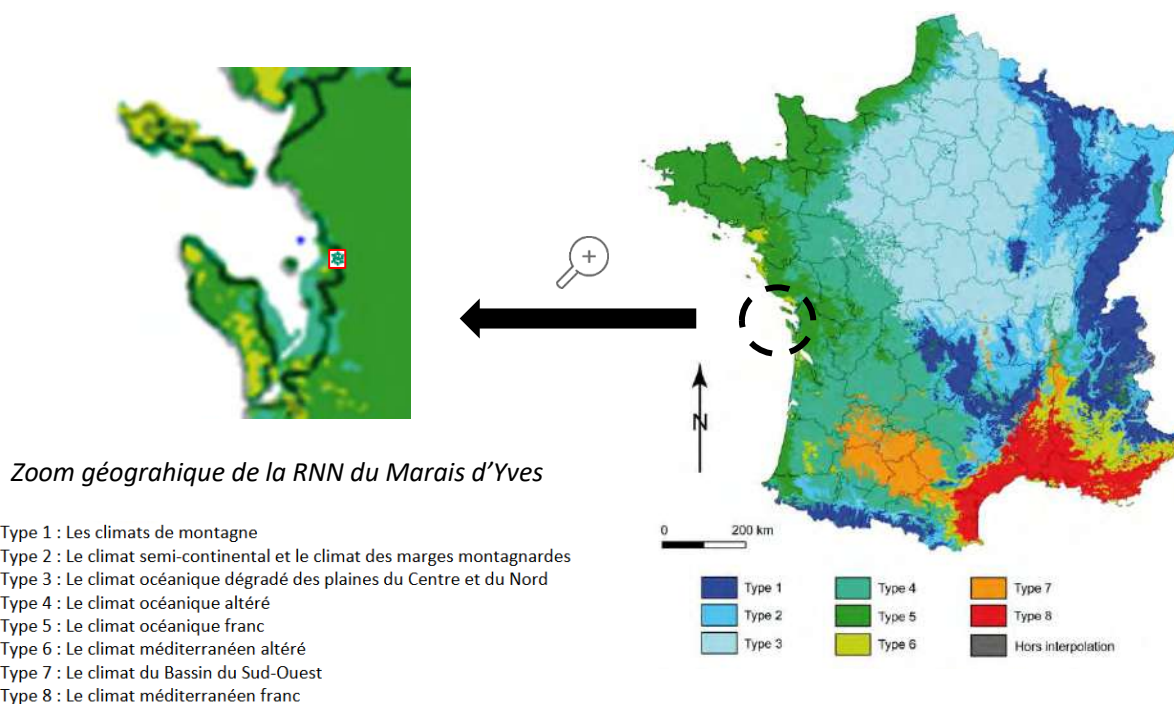 Zoom géograhique de la RNN du Marais d’Yves
Type 1 : Les climats de montagne
Type 2 : Le climat semi-continental et le climat des marges montagnardes
Type 3 : Le climat océanique dégradé des plaines du Centre et du Nord
Type 4 : Le climat océanique altéré
Type 5 : Le climat océanique franc
Type 6 : Le climat méditerranéen altéré
Type 7 : Le climat du Bassin du Sud-Ouest
Type 8 : Le climat méditerranéen franc
N
0 200 km
Type 1 Type 4 Type 7
Type 2 Type 5 Type 8
Type 3 Type 6 Hors interpolation